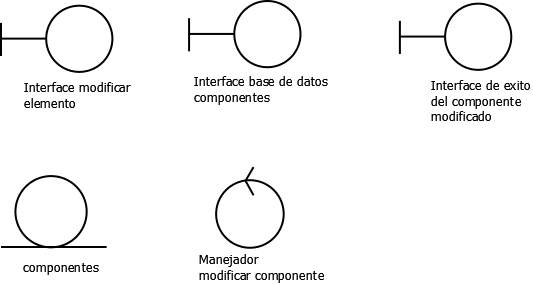 Interface modificar
elemento
Interface base de datos
componentes
Interface de exito
del componente
modificado
componentes
Manejador
modificar componente